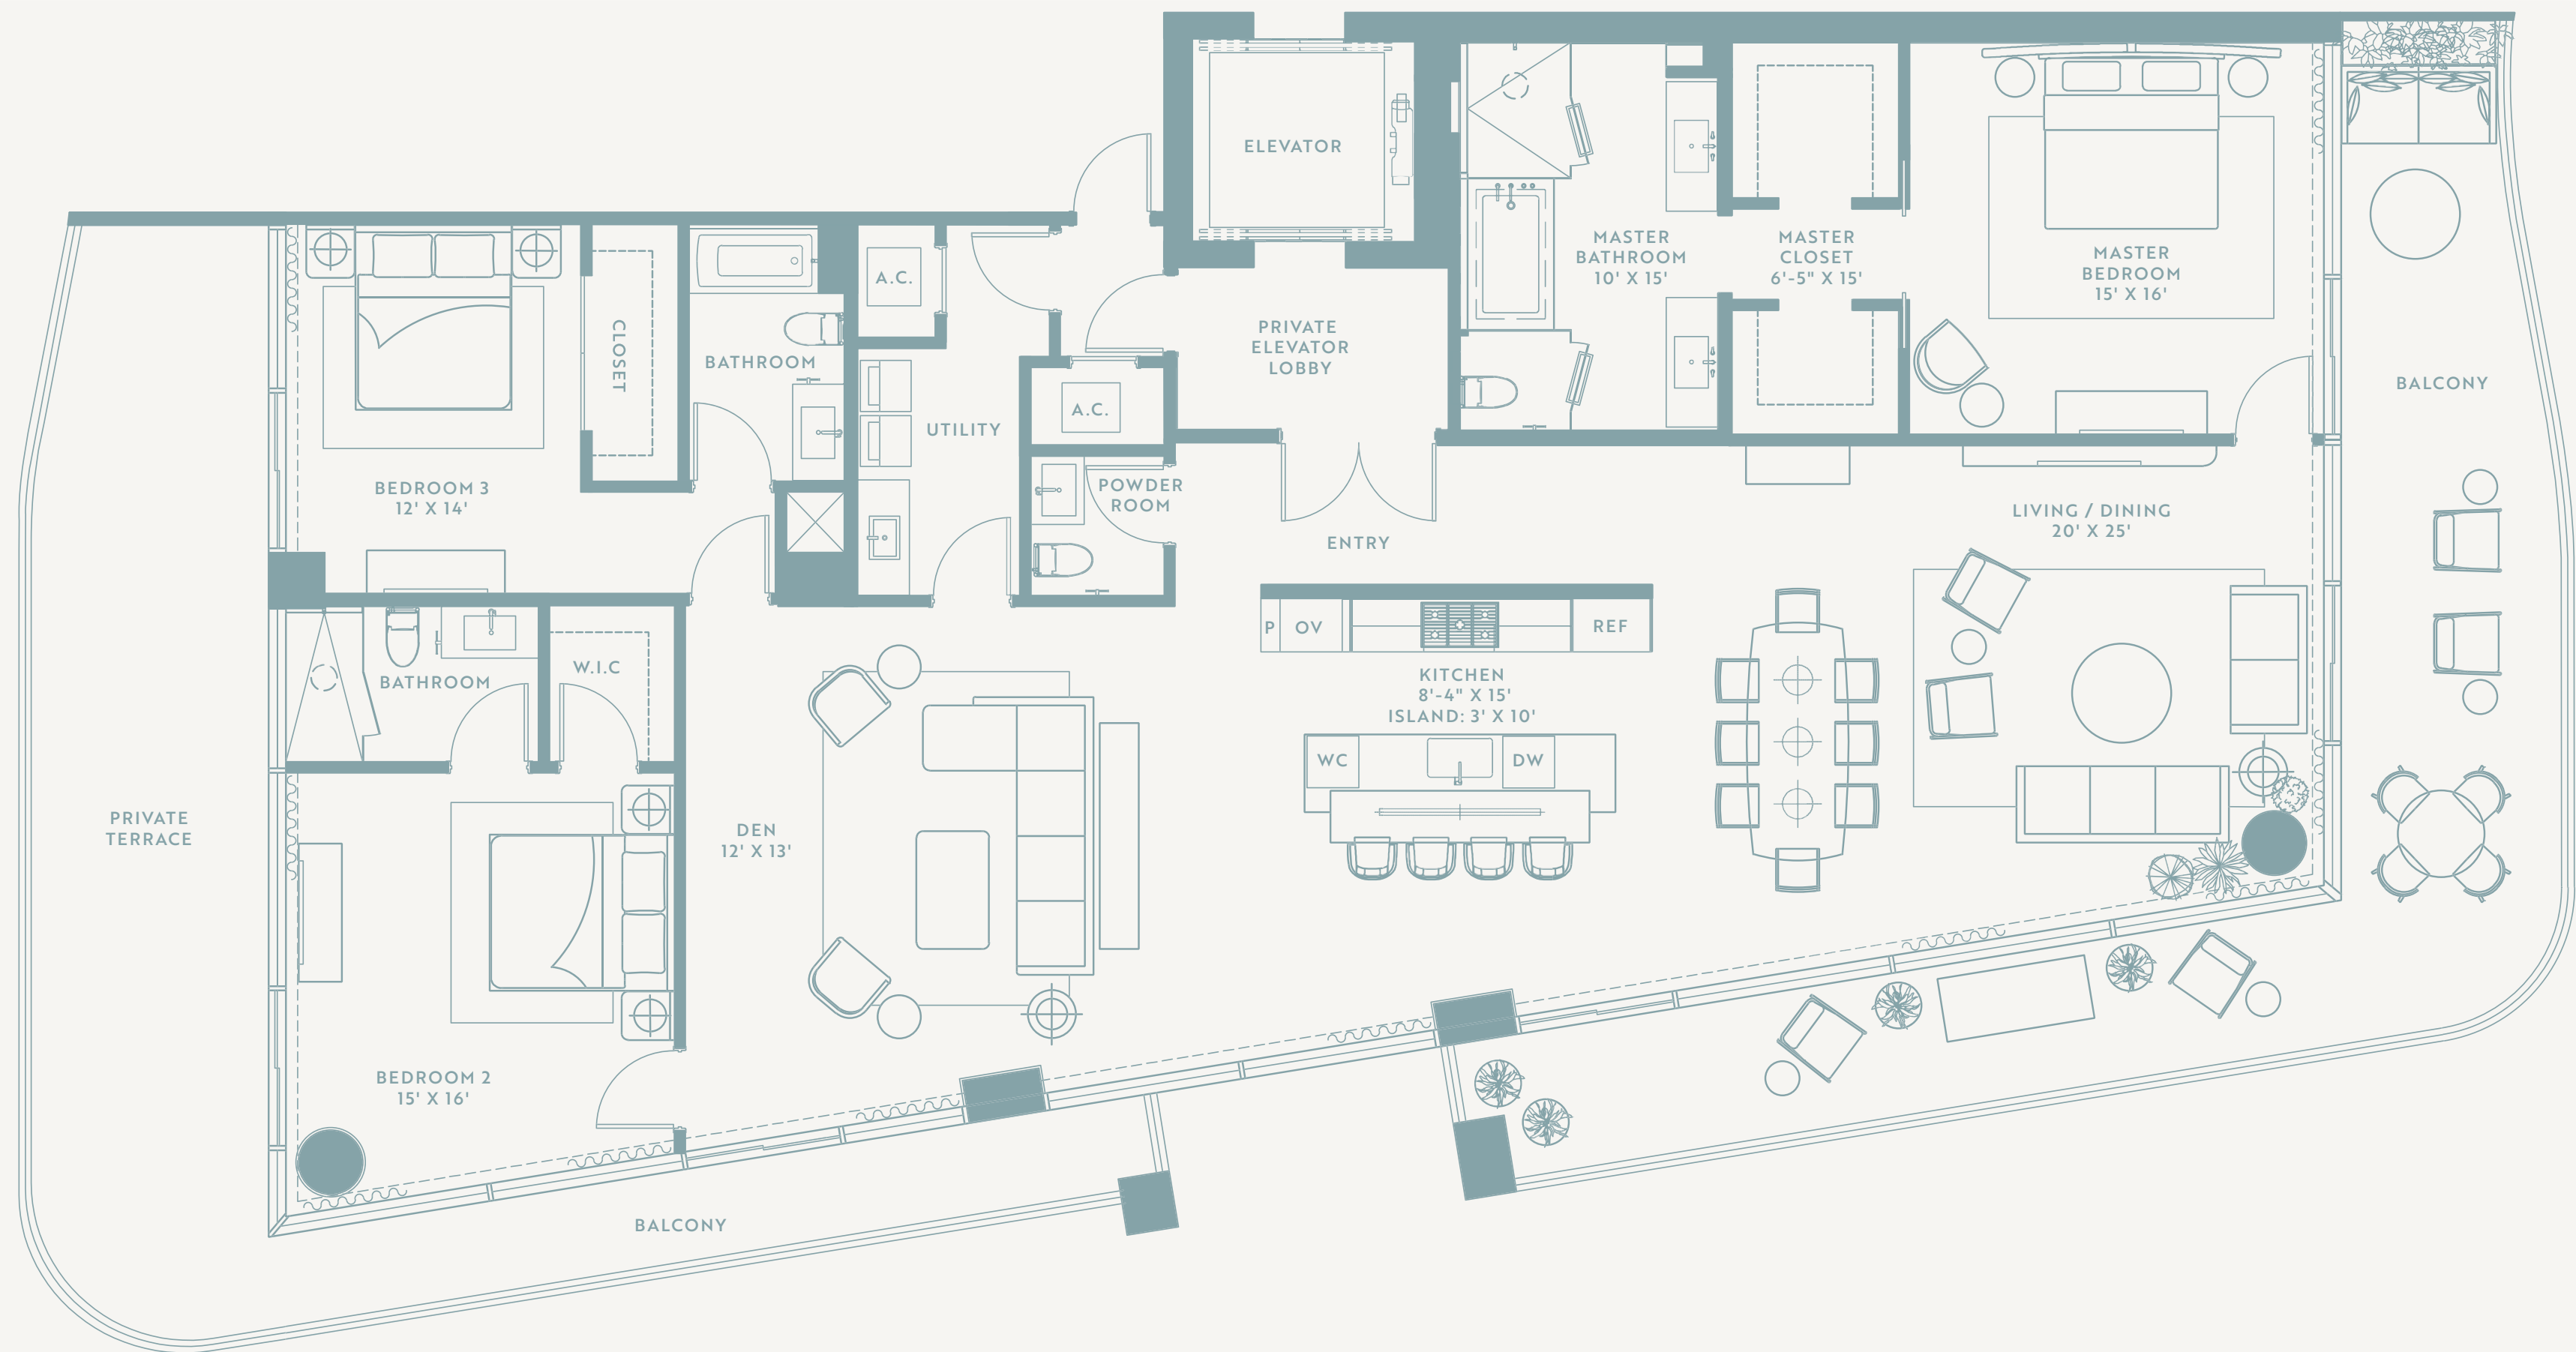 ELEVATOR
MASTER
BATHROOM
10' X 15'
MASTER
CLOSET
6'-5" X 15'
MASTER
BEDROOM
15' X 16'
A.C.
CLOSET
BATHROOM
PRIVATE
ELEVATOR
LOBBY
BALCONY
A.C.
UTILITY
BEDROOM 3
12' X 14'
POWDER
ROOM
ENTRY
LIVING / DINING
20' X 25'
P
OV
REF
BATHROOM
W.I.C
KITCHEN
8'-4" X 15'
ISLAND: 3' X 10'
WC
DW
PRIVATE
TERRACE
DEN
12' X 13'
BEDROOM 2
15' X 16'
BALCONY